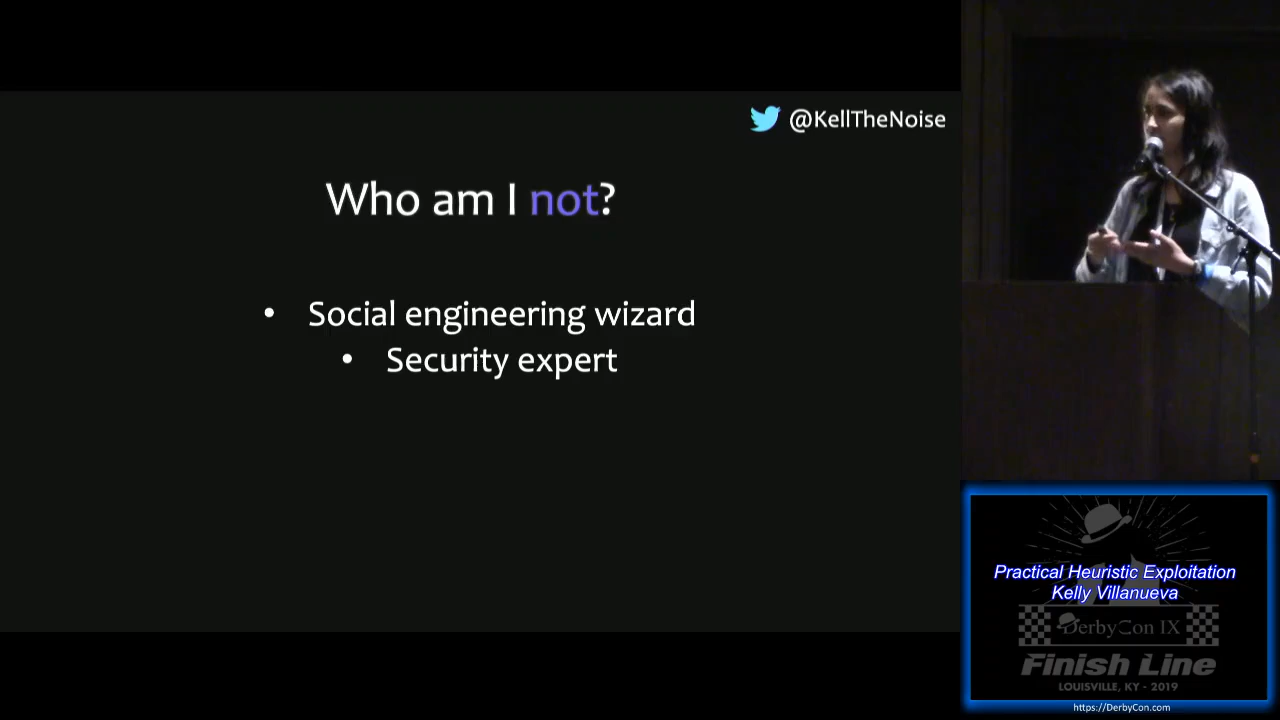 @KellTheNoise
Who am I not?
• Social engineering wizard
• Security expert
Practical Heuristic Exploitation
Kelly Villanueva
DerbyCon IX
Finish Line
LOUISVILLE, KY - 2019
https://DerbyCon.com